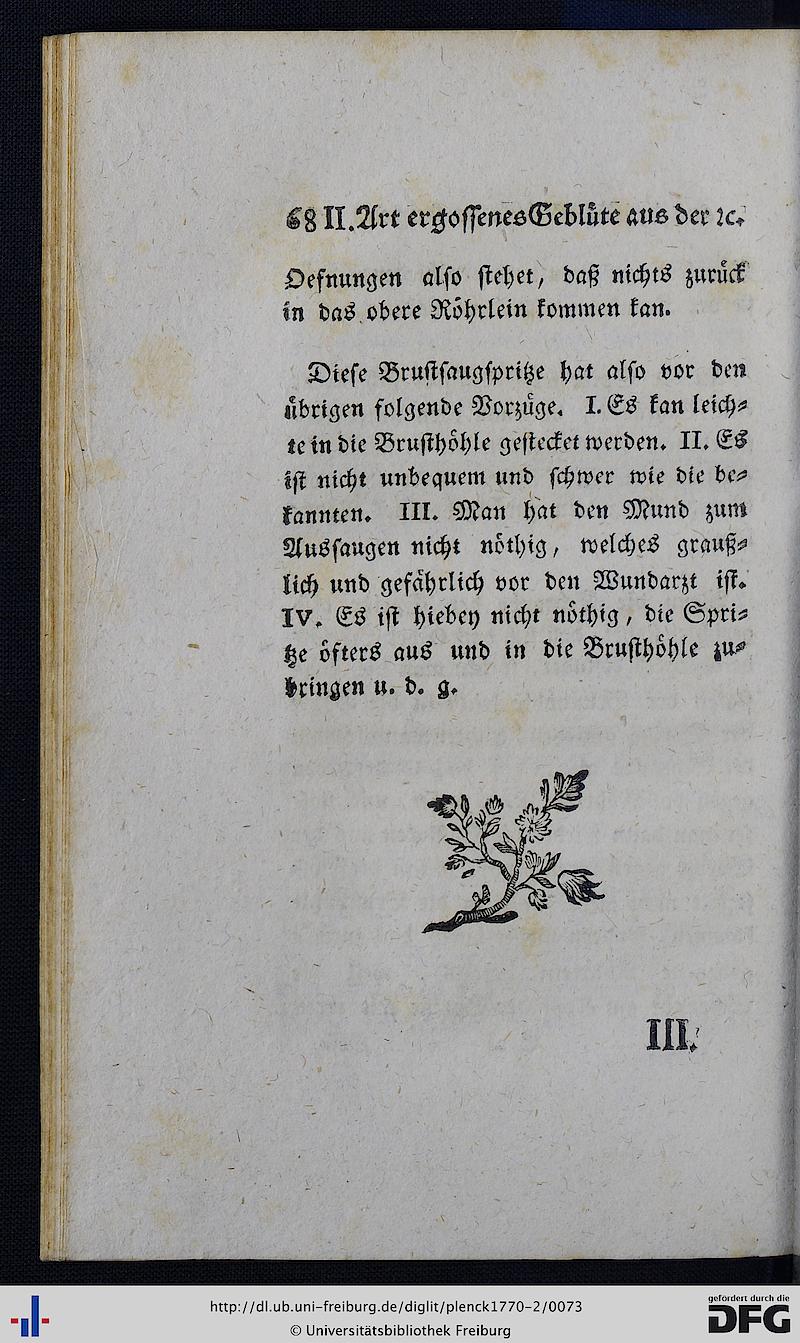 68 II. Art ergossenes Geblüte aus der ꝛc.
Oefnungen also stehet, daß nichts zurück
in das obere Röhrlein kommen kan.
Diese Brustsaugspritze hat also vor den
übrigen folgende Vorzüge. I. Es kan leich-
te in die Brusthöhle gestecket werden. II. Es
ist nicht unbequem und schwer wie die be-
kannten. III. Man hat den Mund zum
Aussaugen nicht nöthig, welches grauß-
lich und gefährlich vor den Wundarzt ist.
IV. Es ist hiebey nicht nöthig, die Spri-
tze öfters aus und in die Brusthöhle zu-
bringen u. d. g.
III.
http://dl.ub.uni-freiburg.de/diglit/plenck1770-2/0073
© Universitätsbibliothek Freiburg
gefördert durch die
DFG